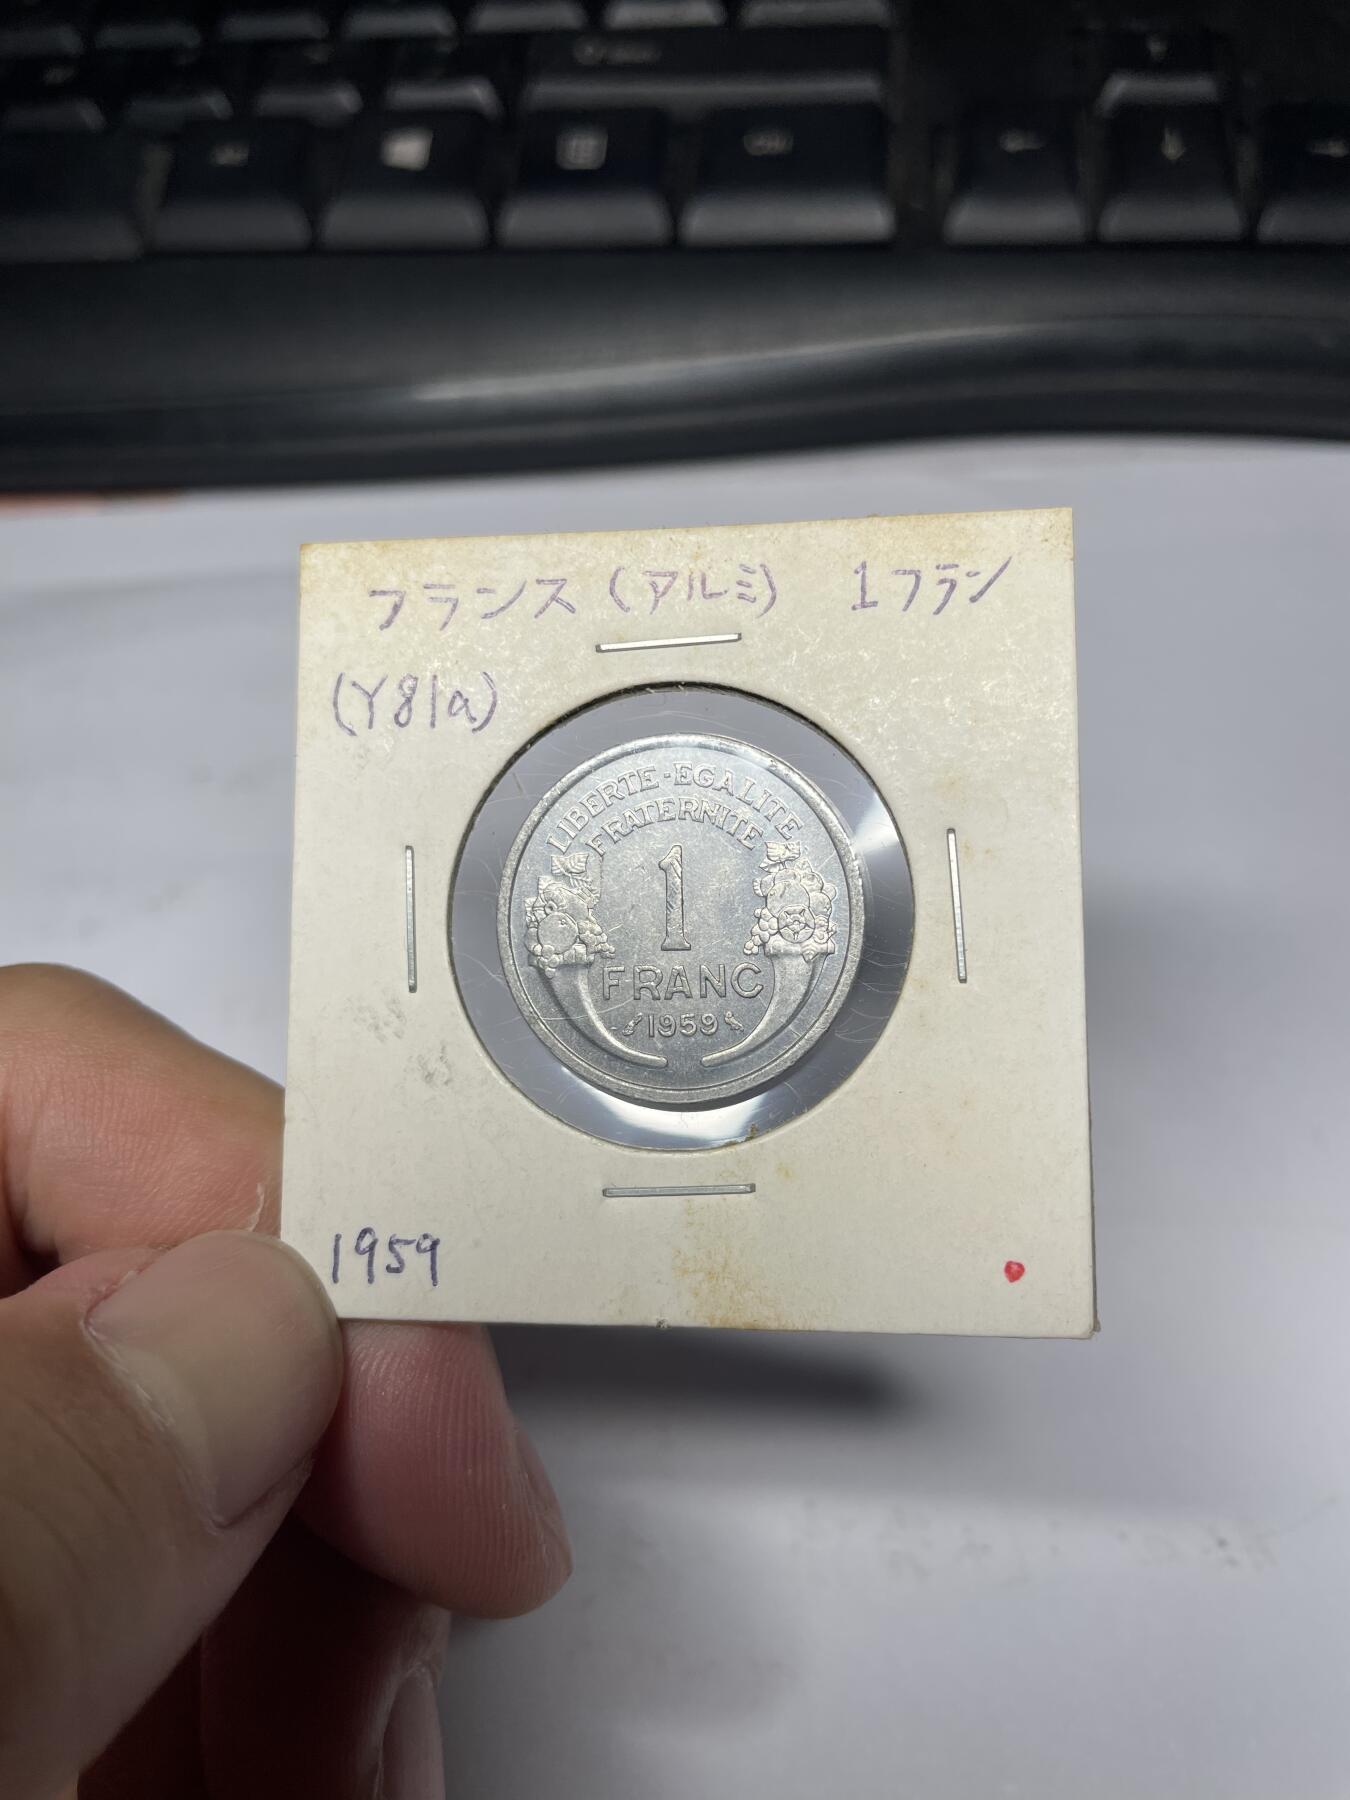 フランス (アルミ) 1フラン
(Y81a)
LIBERTE-EGALITE
FRATERNITE
1
FRANC
1959
1959